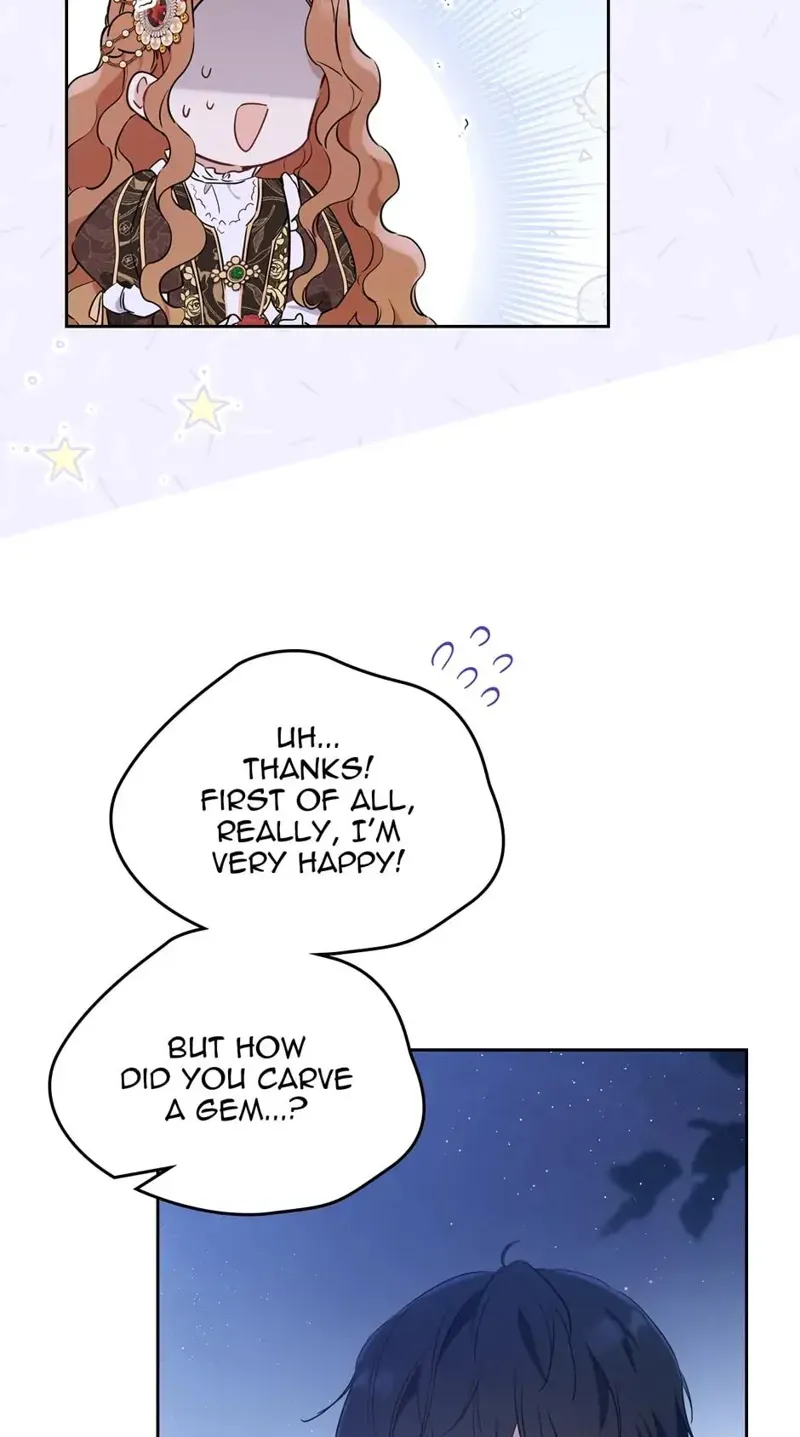 UH...
THANKS!
FIRST OF ALL,
REALLY, I'M
VERY HAPPY!
BUT HOW
DID YOU CARVE
A GEM...?